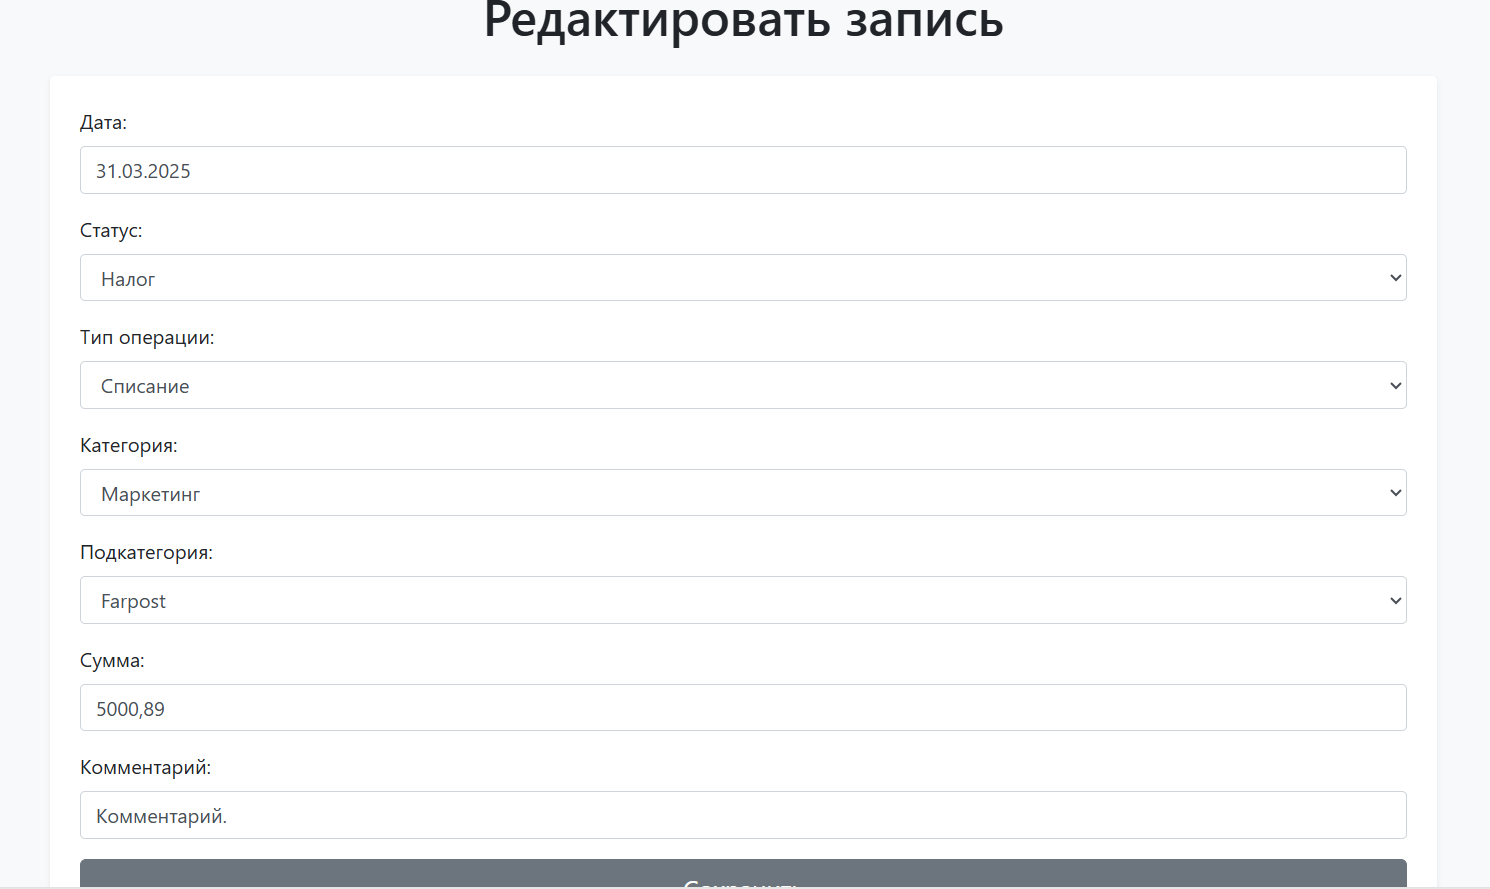 Редактировать запись
Дата:
31.03.2025
Статус:
Налог
Тип операции:
Списание
Категория:
Маркетинг
Подкатегория:
Farpost
Сумма:
5000,89
Комментарий:
Комментарий.